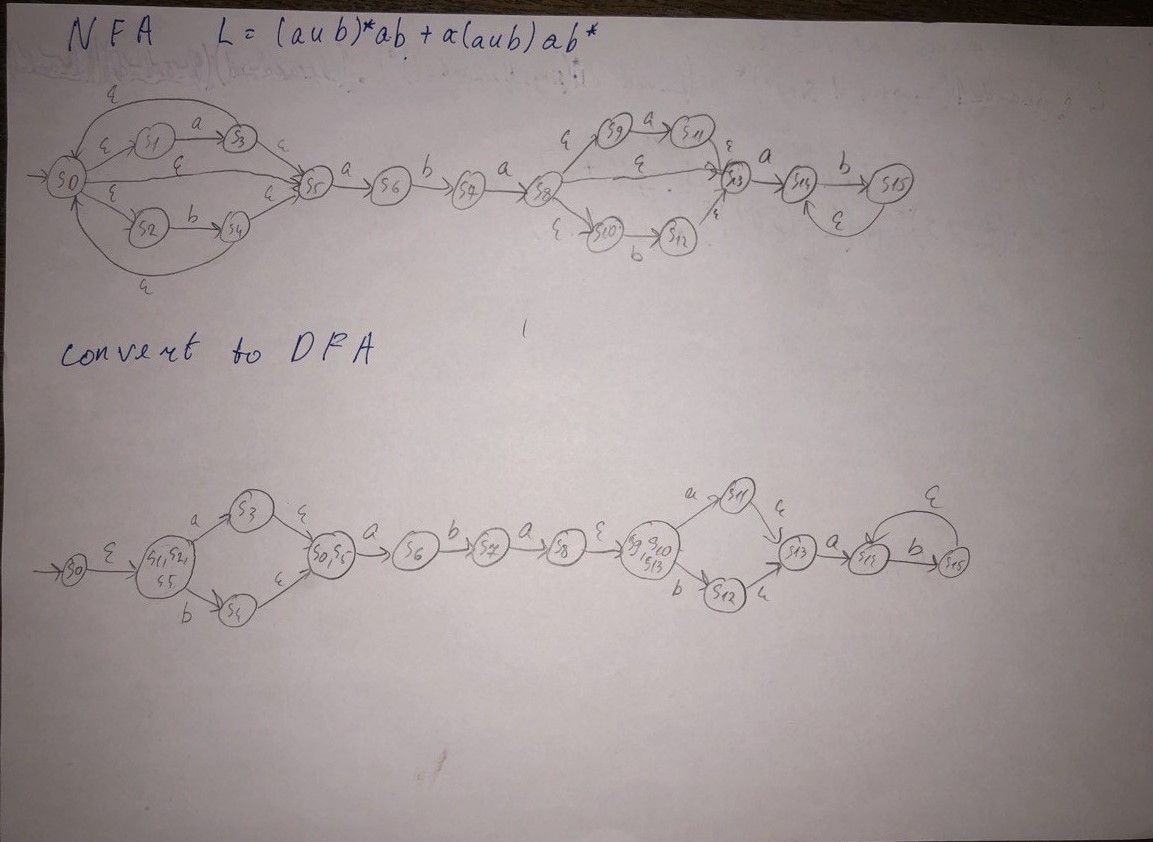 NFA L = (a∪b)*ab + a(a∪b)ab*
ε
a ε
S1 S3
ε ε
S0 ε S5 a S6 b S7 a S8
ε ε
S2 b S4
ε
S9 a S11
ε ε
ε S13 a S14 b S15
ε ε ε
S10 b S12
convert to DFA
S0 ε S1, S2, S5
a S3 ε
b S4 ε
S0, S5 a S6 b S7 a S8 ε S9, S10, S13
a S11 ε
b S12 ε
S13 a S14 b S15
ε